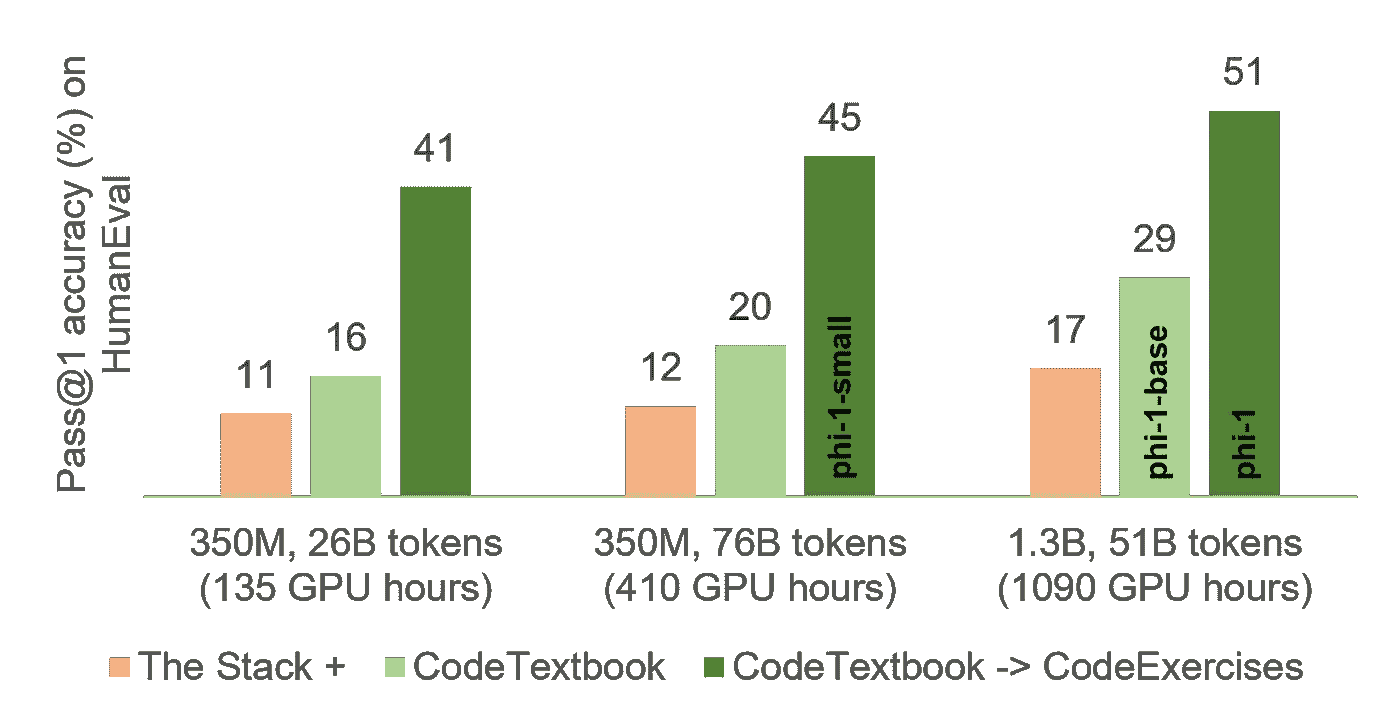 Pass@1 accuracy (%) on
HumanEval
11
16
41
12
20
45
phi-1-small
17
29
phi-1-base
51
phi-1
350M, 26B tokens
(135 GPU hours)
350M, 76B tokens
(410 GPU hours)
1.3B, 51B tokens
(1090 GPU hours)
The Stack +
CodeTextbook
CodeTextbook -> CodeExercises